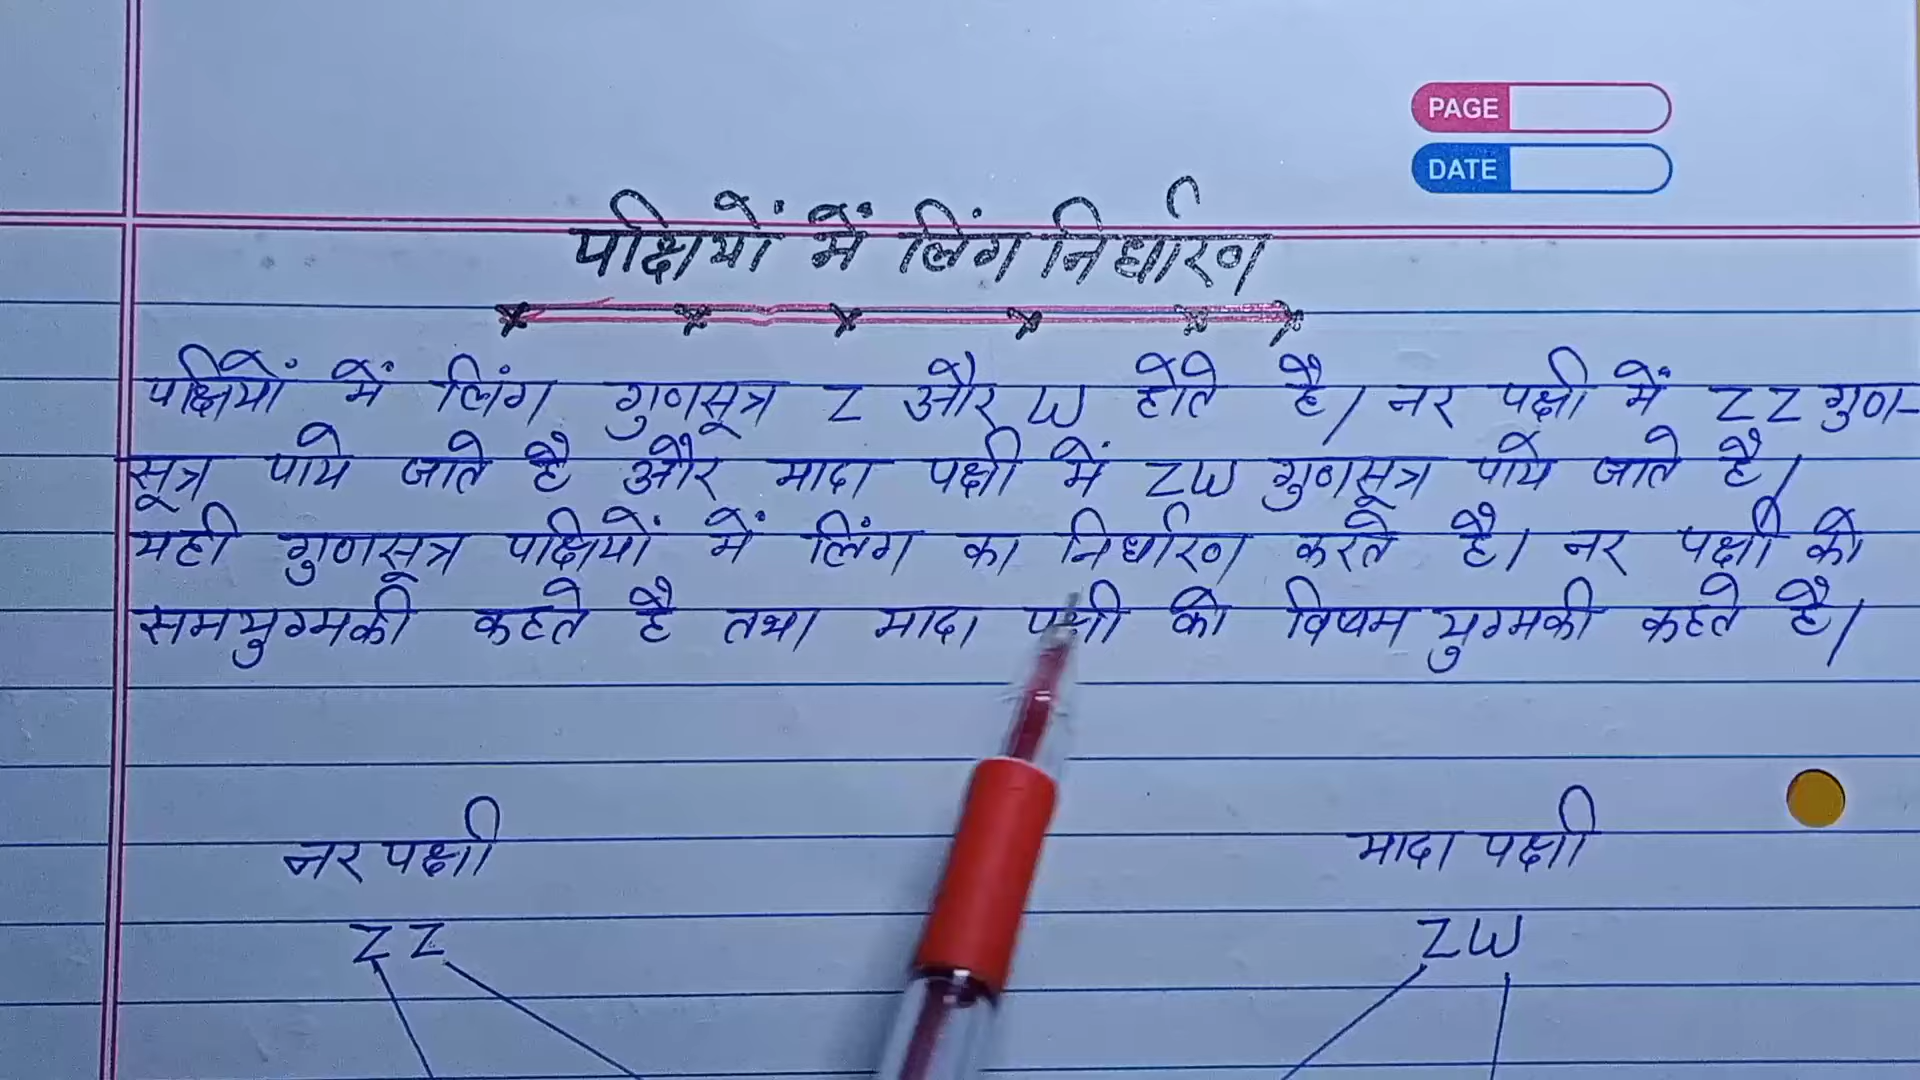 PAGE
DATE
पक्षियों में लिंग निर्धारण
पक्षियों में लिंग गुणसूत्र Z और W होते है। नर पक्षी में ZZ गुण-
सूत्र पाये जाते है और मादा पक्षी में ZW गुणसूत्र पाये जाते है।
यही गुणसूत्र पक्षियों में लिंग का निर्धारण करते है। नर पक्षी को
समयुग्मकी कहते है तथा मादा पक्षी को विषमयुग्मकी कहते है।
नर पक्षी मादा पक्षी
ZZ ZW